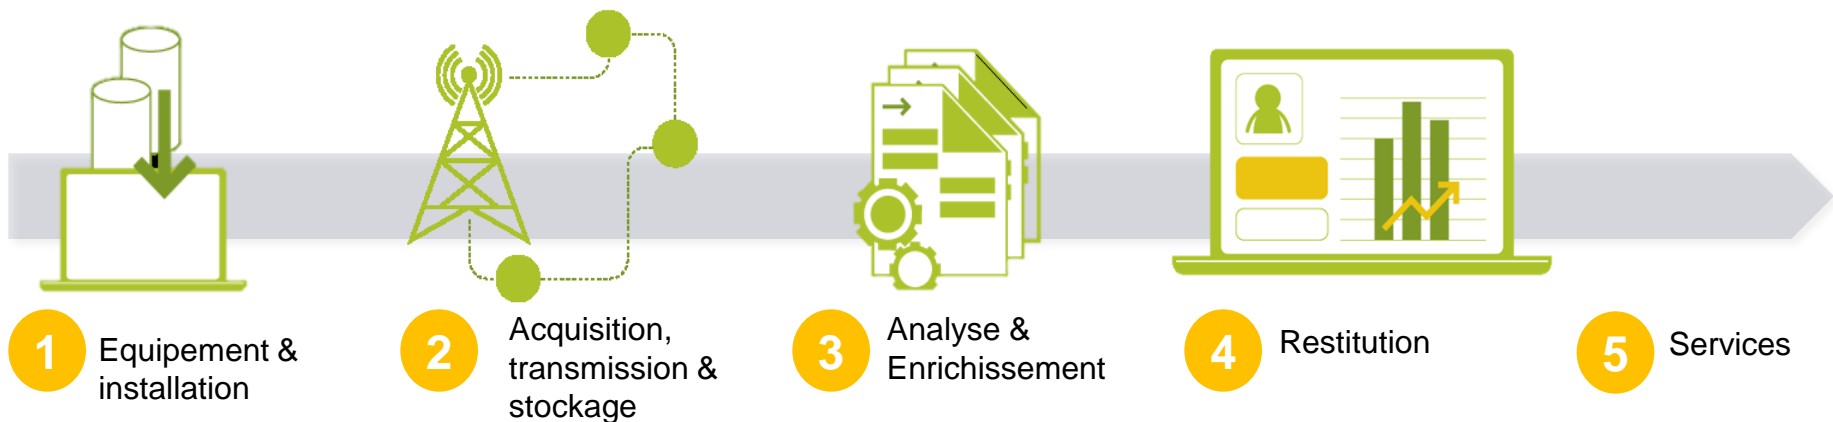 1
Equipement &
installation
2
Acquisition,
transmission &
stockage
3
Analyse &
Enrichissement
4
Restitution
5
Services